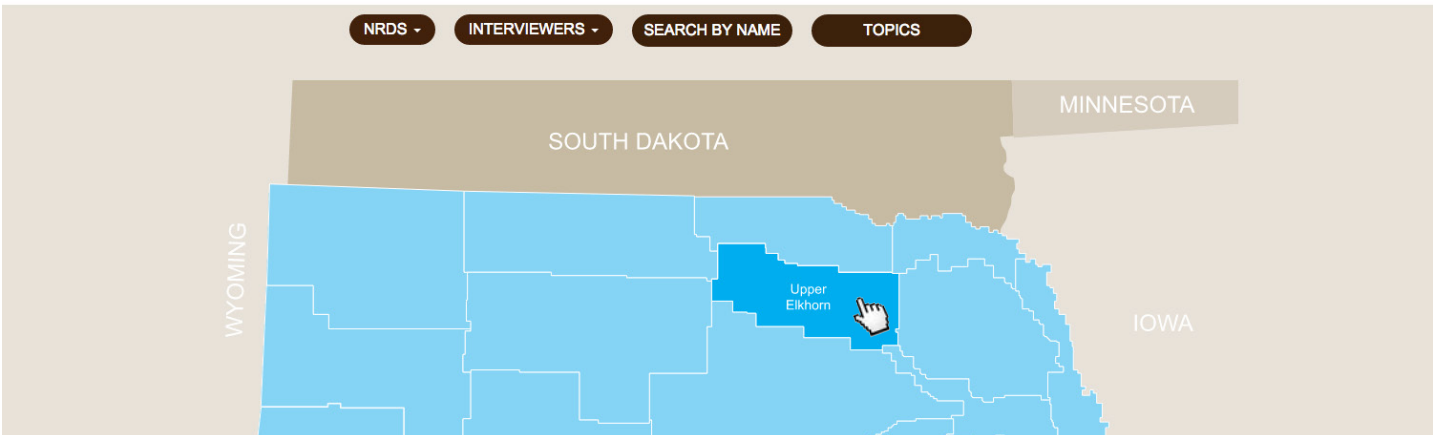 NRDS
INTERVIEWERS
SEARCH BY NAME
TOPICS
MINNESOTA
SOUTH DAKOTA
WYOMING
Upper
Elkhorn
IOWA